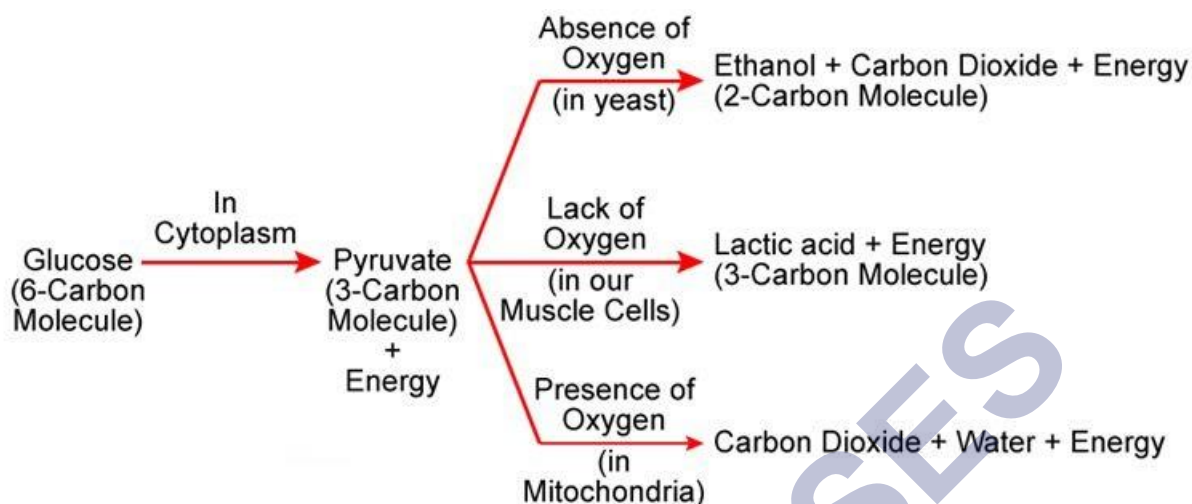 Glucose
(6-Carbon
Molecule)
In
Cytoplasm
Pyruvate
(3-Carbon
Molecule)
+
Energy
Absence of
Oxygen
(in yeast)
Ethanol + Carbon Dioxide + Energy
(2-Carbon Molecule)
Lack of
Oxygen
(in our
Muscle Cells)
Lactic acid + Energy
(3-Carbon Molecule)
Presence of
Oxygen
(in
Mitochondria)
Carbon Dioxide + Water + Energy
SES